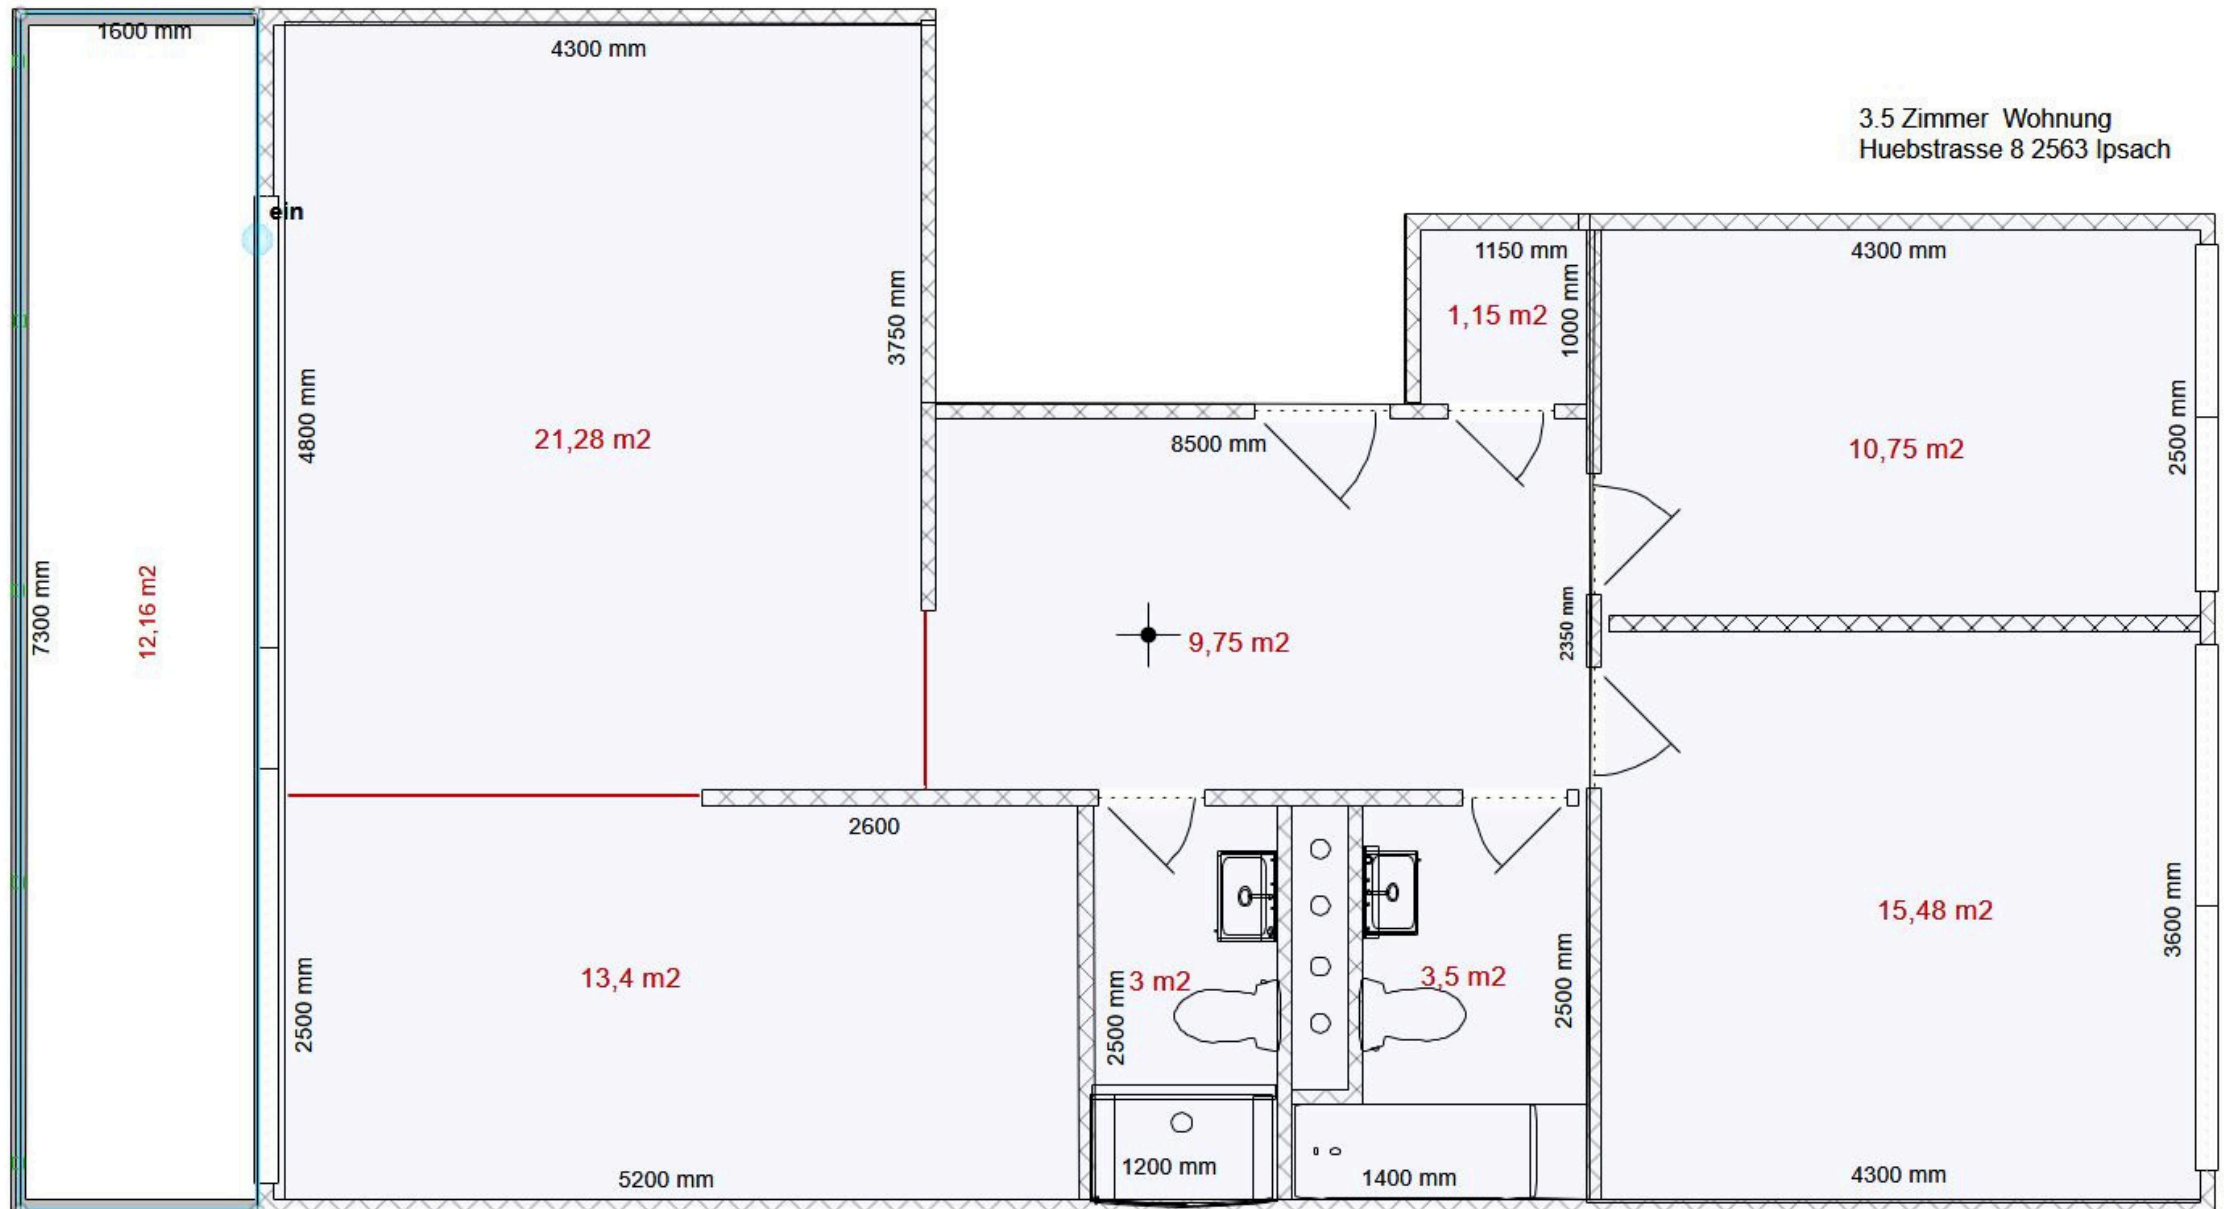 1600 mm
4300 mm
3.5 Zimmer Wohnung
Huebstrasse 8 2563 Ipsach
ein
1150 mm
4300 mm
1000 mm
1,15 m2
3750 mm
4800 mm
21,28 m2
8500 mm
10,75 m2
2500 mm
7300 mm
12,16 m2
9,75 m2
2350 mm
2600
13,4 m2
2500 mm
3 m2
2500 mm
3,5 m2
2500 mm
15,48 m2
3600 mm
5200 mm
1200 mm
1400 mm
4300 mm